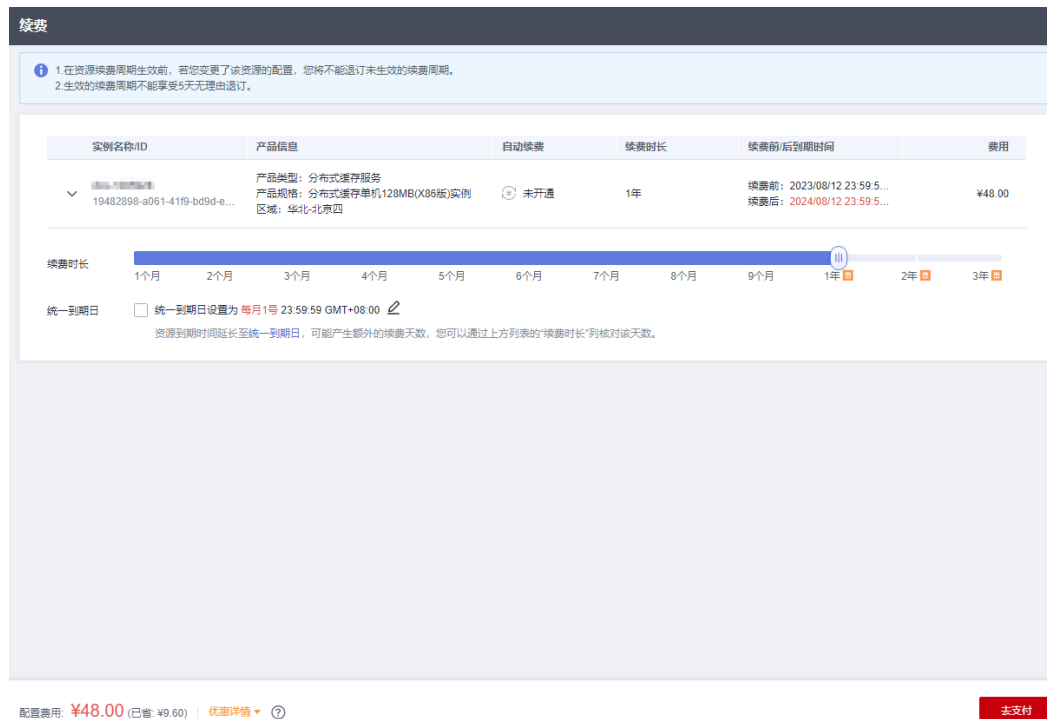 续费
1.在资源续费周期生效前，若您变更了该资源的配置，您将不能退订未生效的续费周期。
2.生效的续费周期不能享受5天无理由退订。
实例名称/ID 产品信息 自动续费 续费时长 续费前/后到期时间 费用
产品类型：分布式缓存服务
产品规格：分布式缓存单机128MB(X86版)实例
区域：华北-北京四
19482898-a061-41f9-bd9d-e...
未开通
1年
续费前：2023/08/12 23:59:5...
续费后：2024/08/12 23:59:5...
¥48.00
续费时长
1个月 2个月 3个月 4个月 5个月 6个月 7个月 8个月 9个月 1年 2年 3年
统一到期日 统一到期日设置为 每月1号 23:59:59 GMT+08:00
资源到期时间延长至统一到期日，可能产生额外的续费天数，您可以通过上方列表的“续费时长”列核对该天数。
配置费用: ¥48.00 (已省: ¥9.60) 优惠详情 ?
去支付